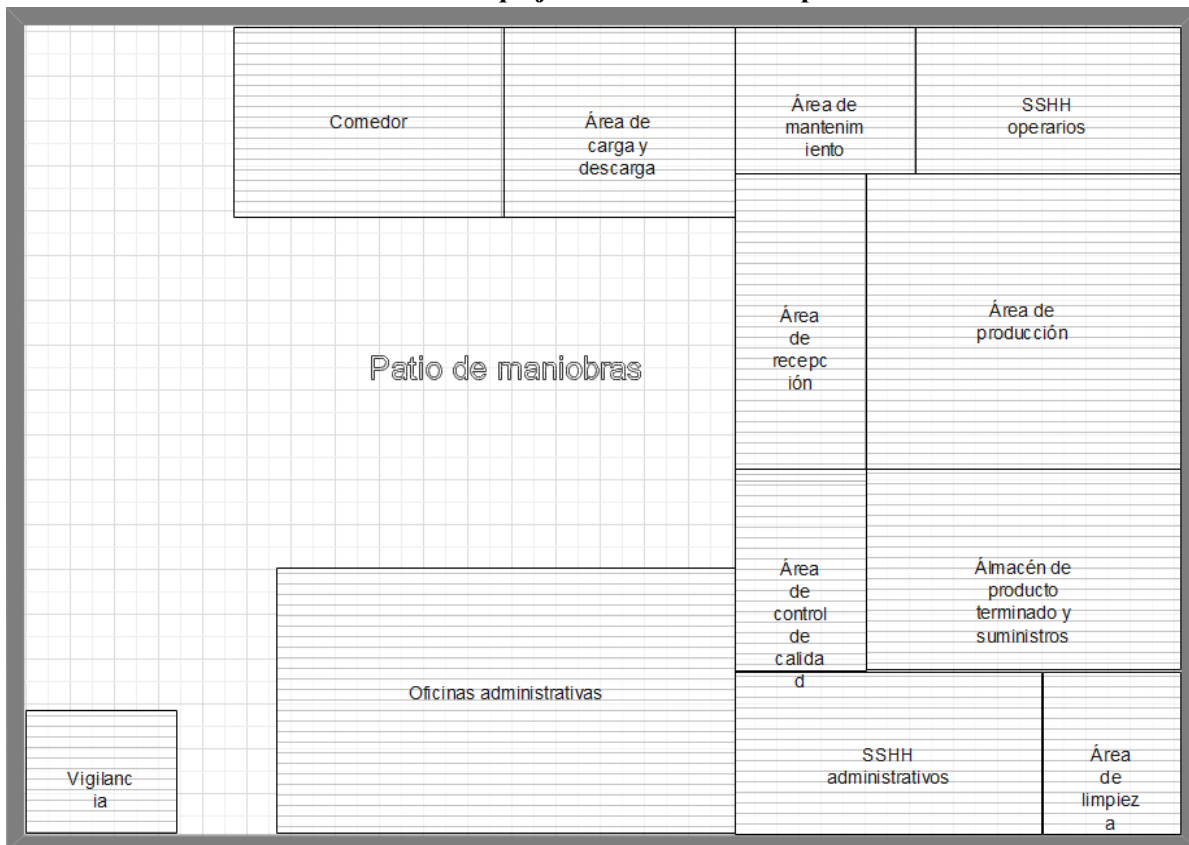 Comedor
Área de
carga y
descarga
Área de
mantenim
iento
SSHH
operarios
Patio de maniobras
Área
de
recepc
ión
Área de
producción
Área
de
control
de
calida
d
Álmacén de
producto
terminado y
suministros
Oficinas administrativas
Vigilanc
ia
SSHH
administrativos
Área
de
limpiez
a